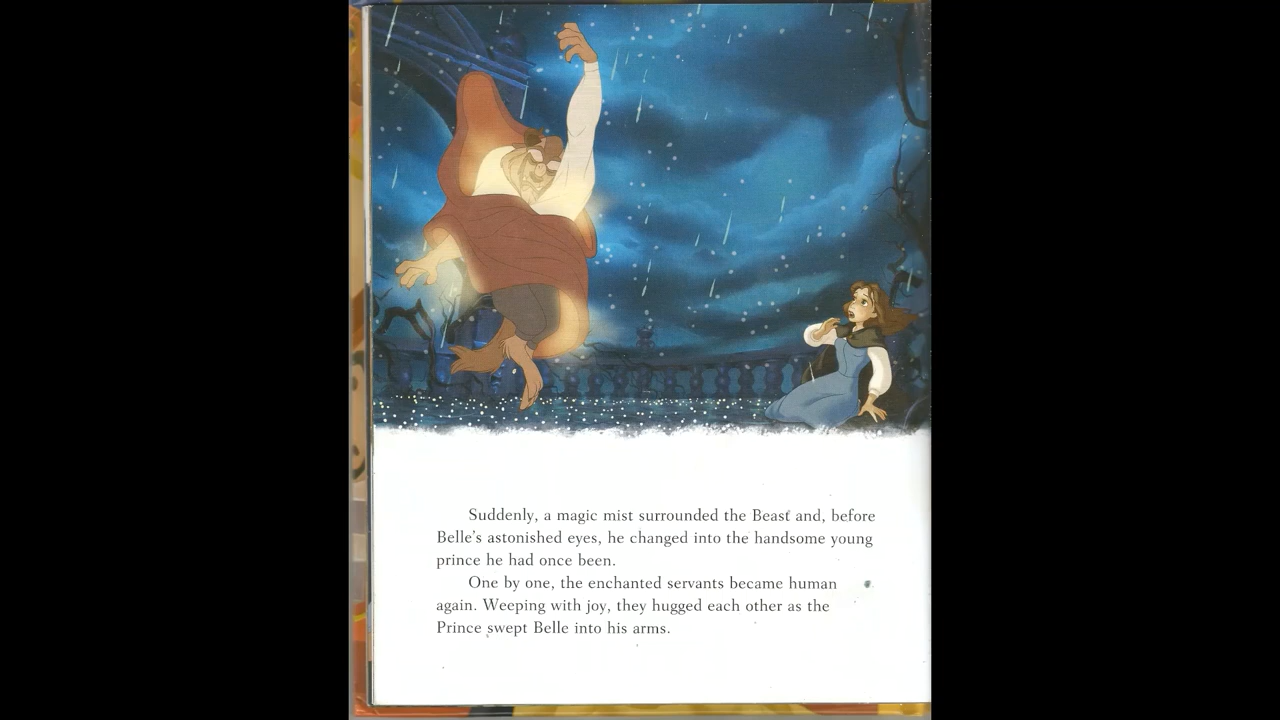 Suddenly, a magic mist surrounded the Beast and, before
Belle's astonished eyes, he changed into the handsome young
prince he had once been.
One by one, the enchanted servants became human
again. Weeping with joy, they hugged each other as the
Prince swept Belle into his arms.